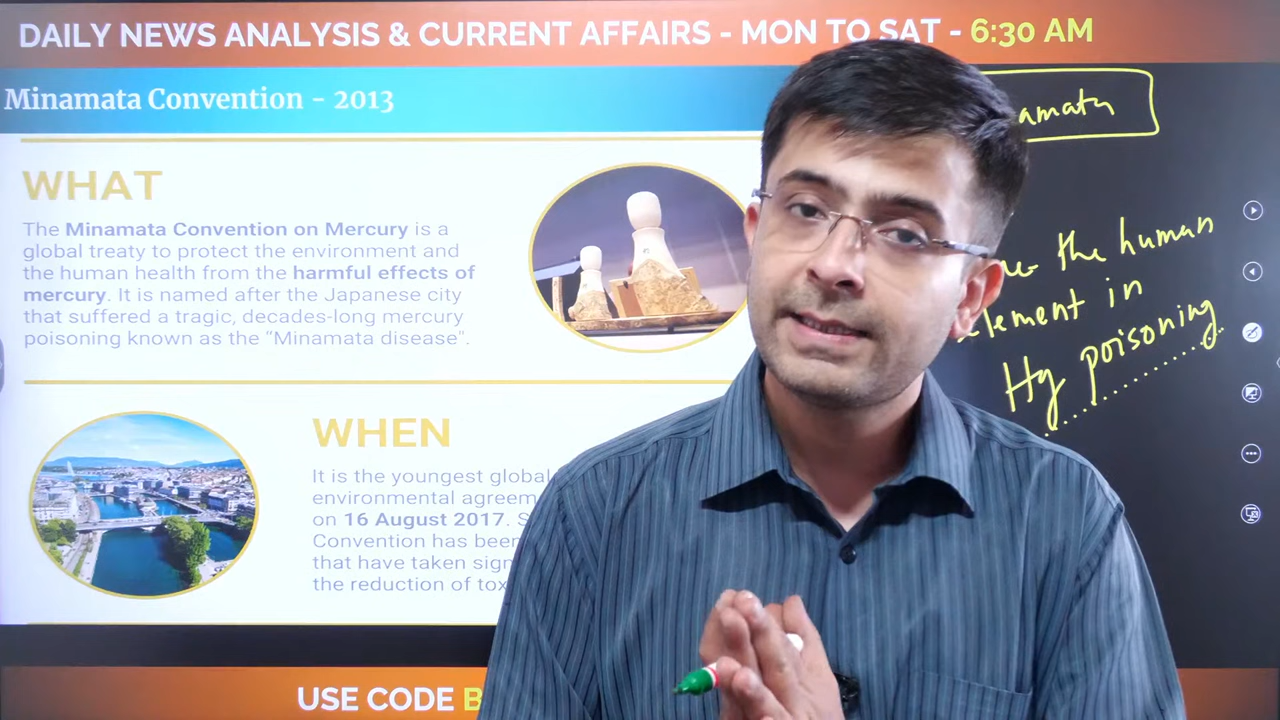 DAILY NEWS ANALYSIS & CURRENT AFFAIRS - MON TO SAT - 6:30 AM
Minamata Convention - 2013
WHAT
The Minamata Convention on Mercury is a
global treaty to protect the environment and
the human health from the harmful effects of
mercury. It is named after the Japanese city
that suffered a tragic, decades-long mercury
poisoning known as the “Minamata disease”.
WHEN
It is the youngest global
environmental agreem
on 16 August 2017. S
Convention has been
that have taken sign
the reduction of tox
USE CODE B
amata
the human
element in
Hg poisoning